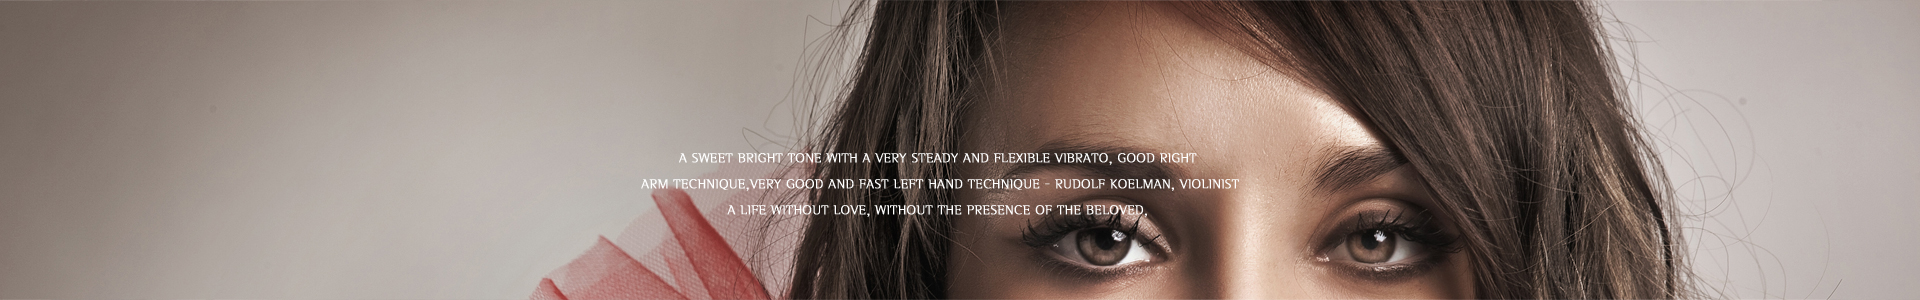 A SWEET BRIGHT TONE WITH A VERY STEADY AND FLEXIBLE VIBRATO, GOOD RIGHT
ARM TECHNIQUE,VERY GOOD AND FAST LEFT HAND TECHNIQUE - RUDOLF KOELMAN, VIOLINIST
A LIFE WITHOUT LOVE, WITHOUT THE PRESENCE OF THE BELOVED,